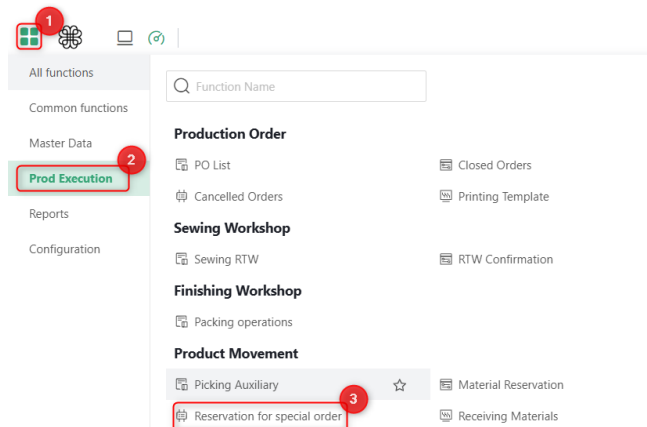 1
All functions
Function Name
Common functions
Production Order
Master Data
PO List
Closed Orders
2
Prod Execution
Cancelled Orders
Printing Template
Reports
Sewing Workshop
Configuration
Sewing RTW
RTW Confirmation
Finishing Workshop
Packing operations
Product Movement
Picking Auxiliary
Material Reservation
3
Reservation for special order
Receiving Materials